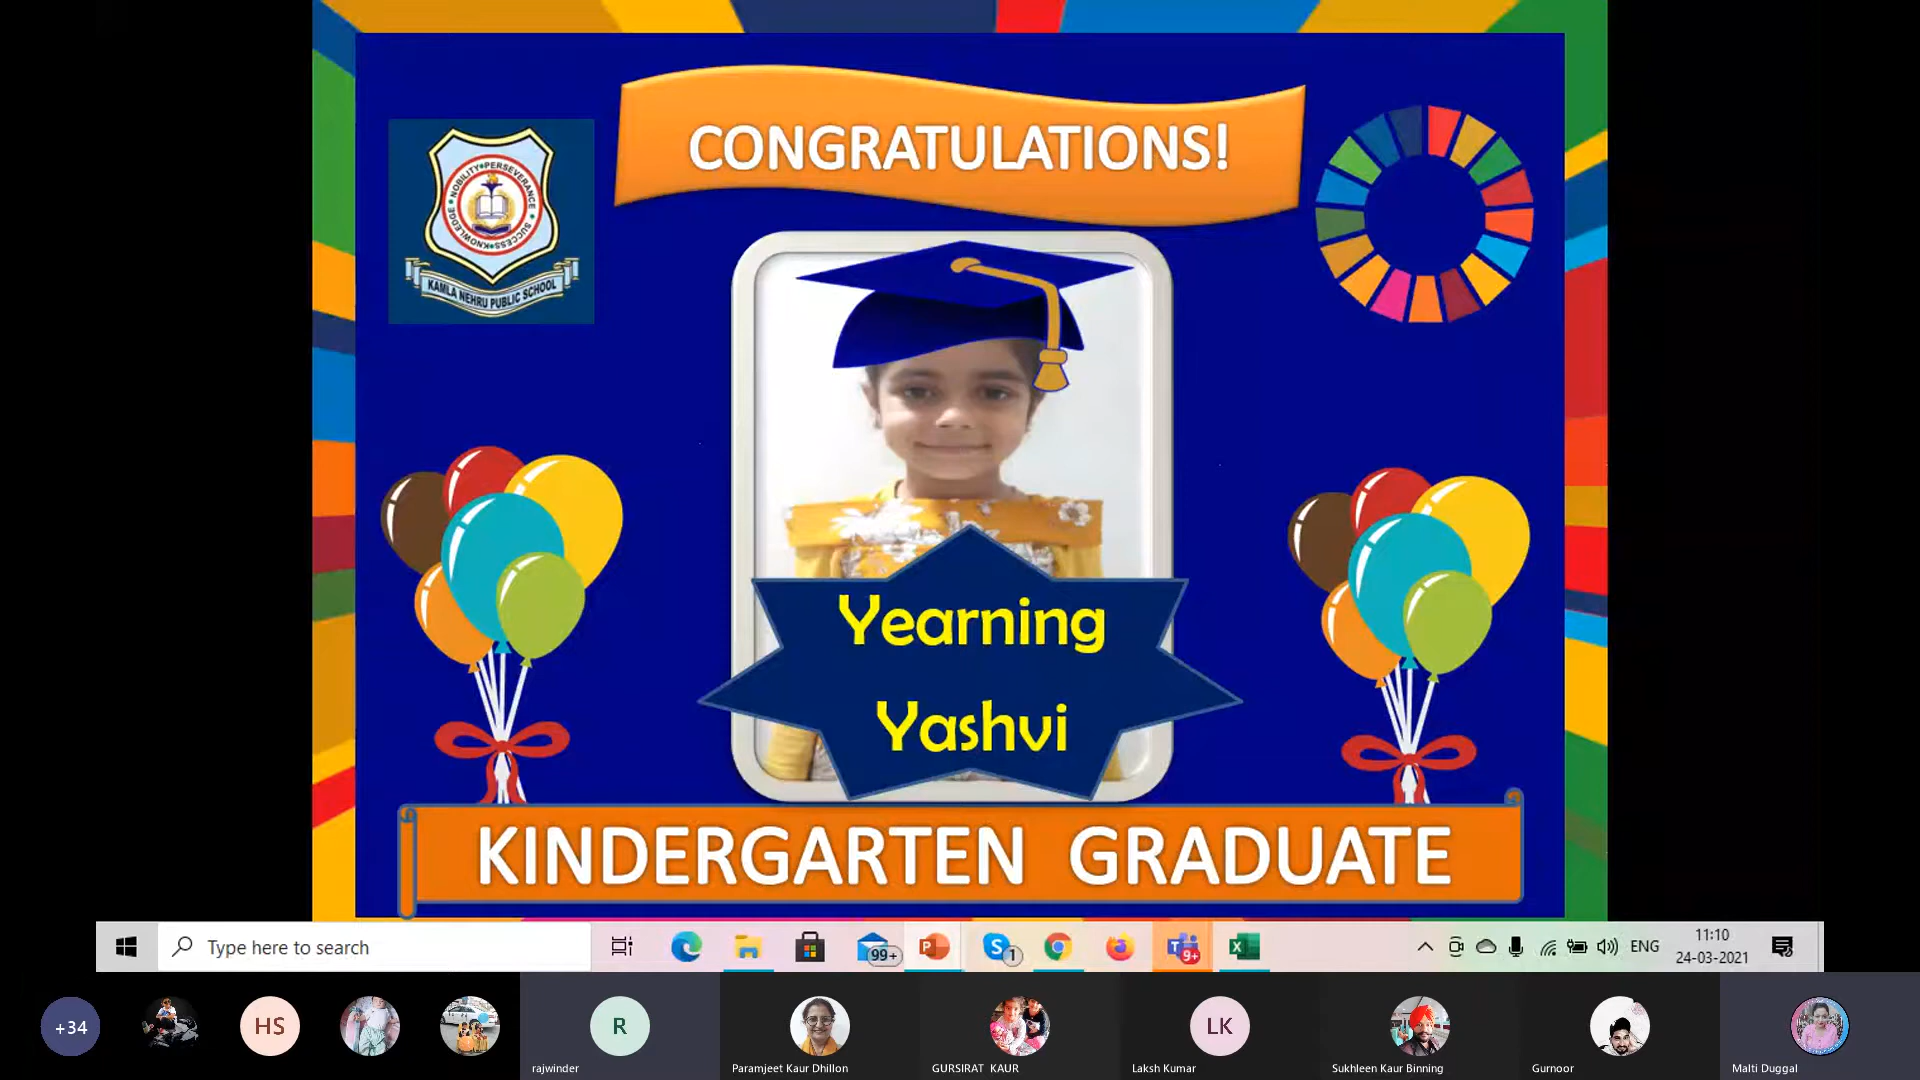 CONGRATULATIONS!
NOBILITY • PERSEVERANCE • SUCCESS • KNOWLEDGE •
KAMLA NEHRU PUBLIC SCHOOL
Yearning
Yashvi
KINDERGARTEN GRADUATE
Type here to search
99+
1
9+
ENG
11:10
24-03-2021
+34
HS
R
LK
rajwinder
Paramjeet Kaur Dhillon
GURSIRAT KAUR
Laksh Kumar
Sukhleen Kaur Binning
Gurnoor
Malti Duggal